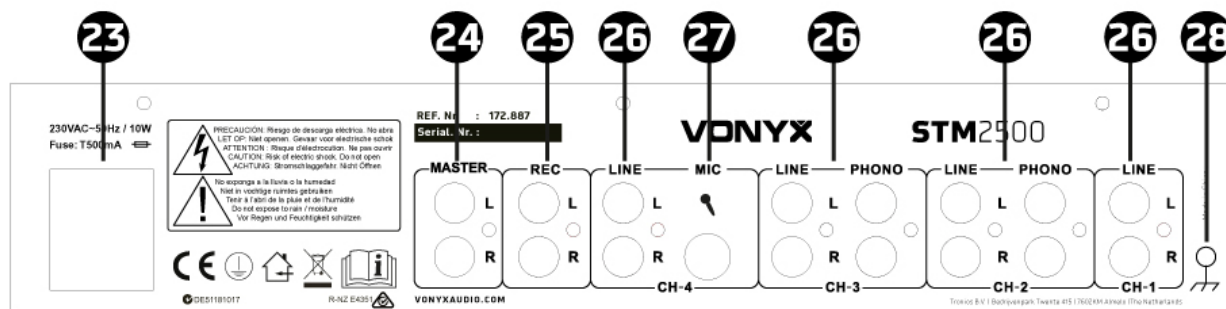 23 24 25 26 27 26 26 26 28
230VAC~50Hz / 10W
Fuse: T500mA
PRECAUCIÓN: Riesgo de descarga eléctrica. No abra
LET OP: Niet openen. Gevaar voor elektrische schok
ATTENTION : Risque d'électrocution. Ne pas ouvrir
CAUTION: Risk of electric shock. Do not open
ACHTUNG: Stromschlaggefahr. Nicht Öffnen
No exponga a la lluvia o la humedad
Niet in vochtige ruimtes gebruiken
Tenir à l'abri de la pluie et de l'humidité
Do not expose to rain / moisture
Vor Regen und Feuchtigkeit schützen
CE
DE51181017
R-NZ E4351
REF. Nr. : 172.887
Serial. Nr. :
VONYX
STM2500
MASTER REC LINE MIC LINE PHONO LINE PHONO LINE
L L L L L L
R R R R R R
CH-4 CH-3 CH-2 CH-1
VONYXAUDIO.COM
Tronios B.V. | Bedrijvenpark Twente 415 | 7602KM Almelo | The Netherlands